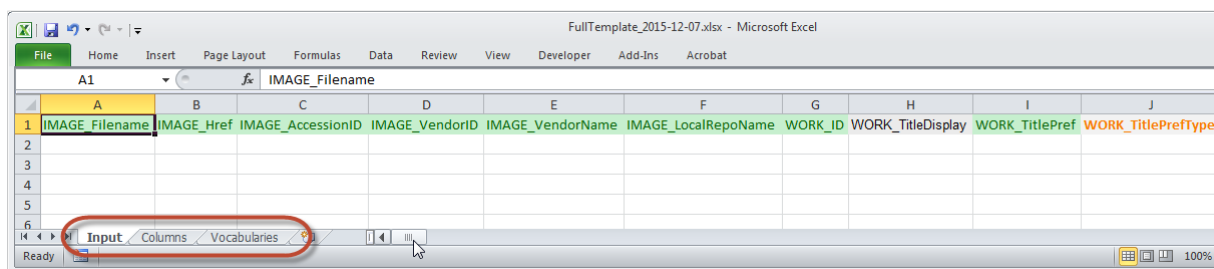 FullTemplate_2015-12-07.xlsx - Microsoft Excel
File Home Insert Page Layout Formulas Data Review View Developer Add-Ins Acrobat
A1 fx IMAGE_Filename
A B C D E F G H I J
1 IMAGE_Filename IMAGE_Href IMAGE_AccessionID IMAGE_VendorID IMAGE_VendorName IMAGE_LocalRepoName WORK_ID WORK_TitleDisplay WORK_TitlePref WORK_TitlePrefType
2
3
4
5
6
Input Columns Vocabularies
Ready 100%